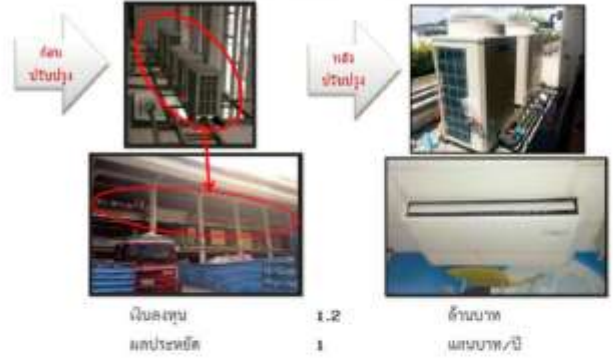 ก่อน
ปรับปรุง
หลัง
ปรับปรุง
เงินลงทุน 1.2 ล้านบาท
ผลประหยัด 1 แสนบาท/ปี